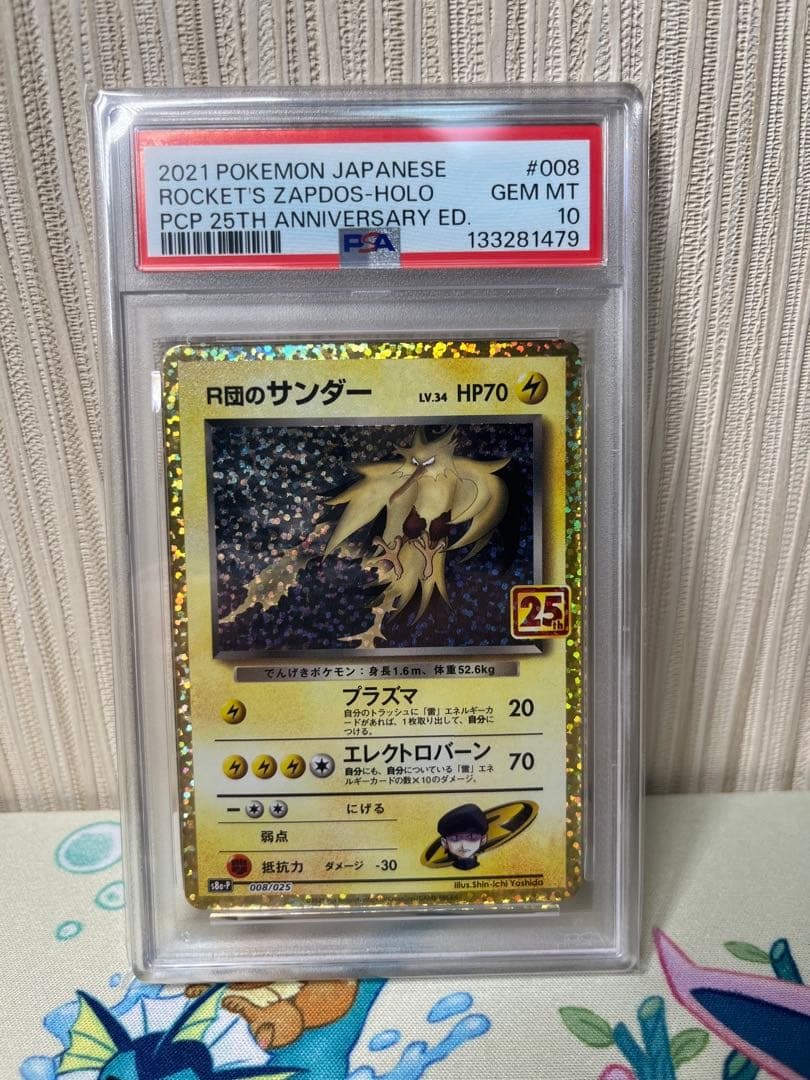 2021 POKEMON JAPANESE #008
ROCKET'S ZAPDOS-HOLO GEM MT
PCP 25TH ANNIVERSARY ED. 10
PSA 133281479
R団のサンダー LV.34 HP70
25th
でんげきポケモン：身長1.6m、体重52.6kg
プラズマ 20
自分のトラッシュに「雷」エネルギーカ
ードがあれば、1枚取り出して、自分に
つける。
エレクトロバーン 70
自分にも、自分についている「雷」エネ
ルギーカードの数×10のダメージ。
にげる
弱点
抵抗力 ダメージ -30
Illus.Shin-ichi Yoshida
s8a-P 008/025